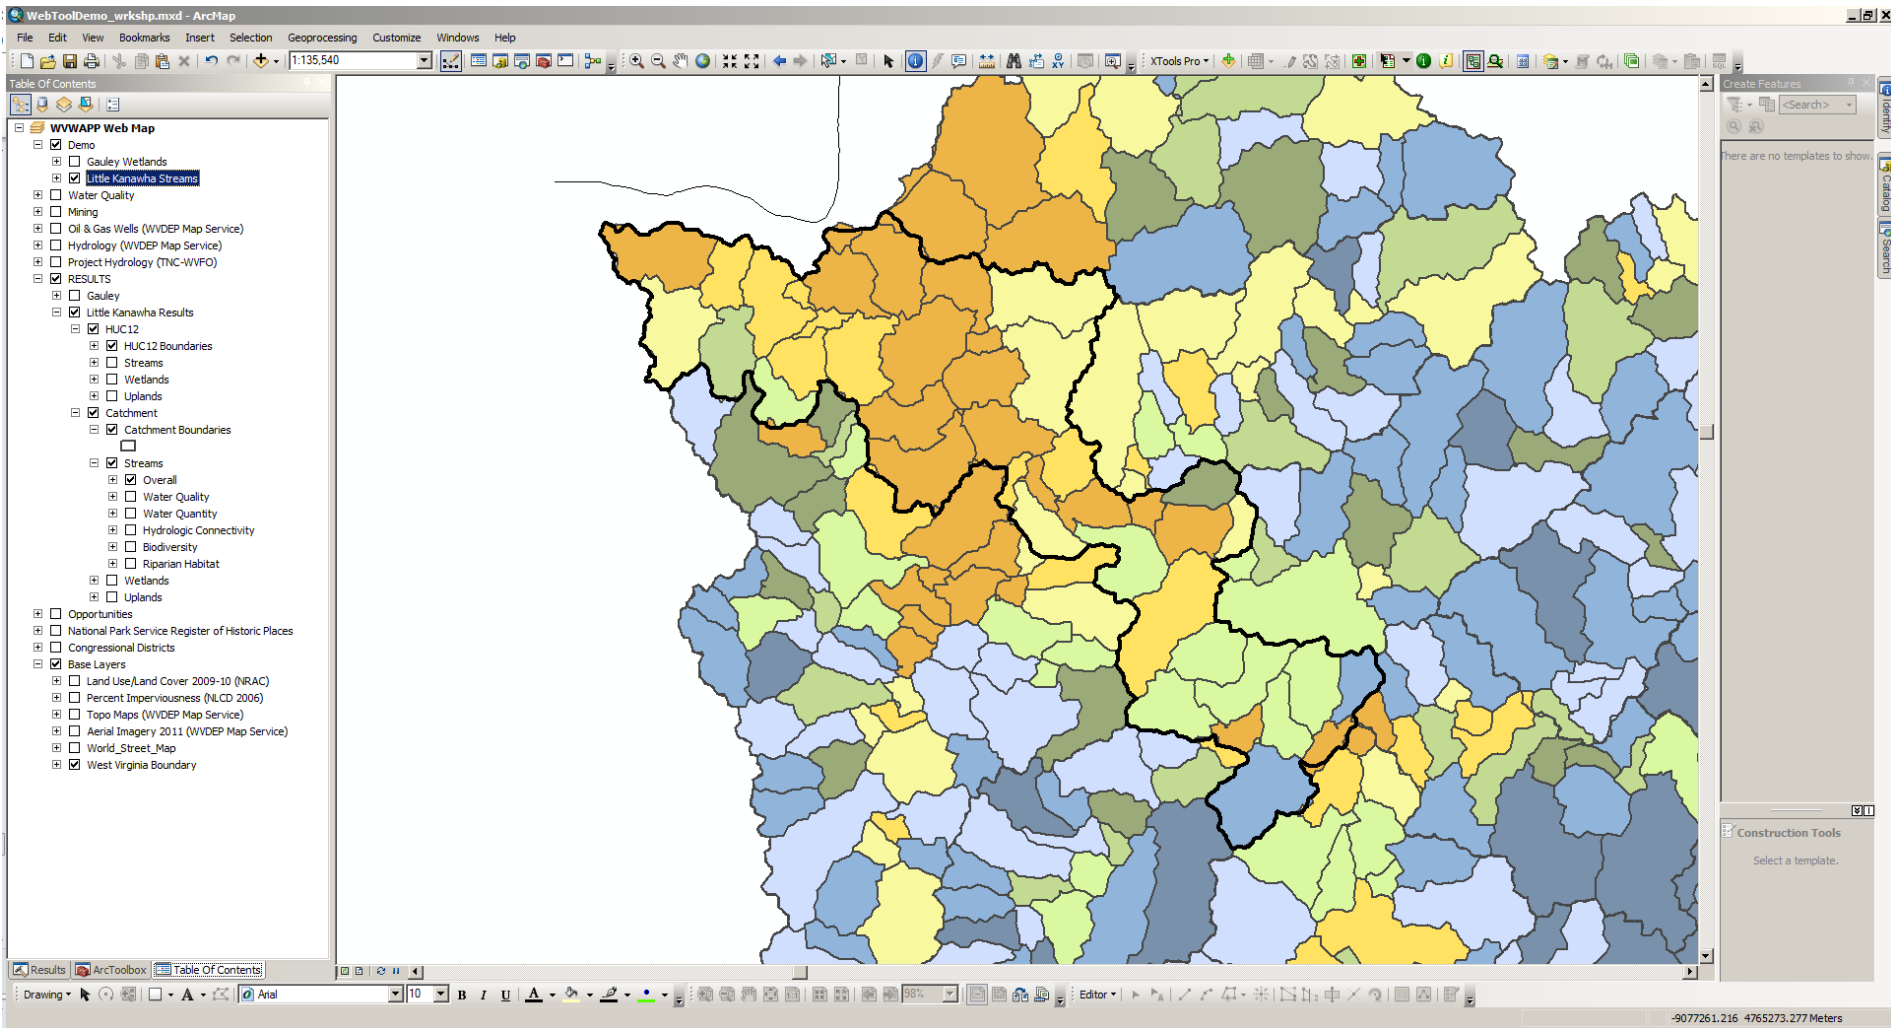 WebToolDemo_wrkshp.mxd - ArcMap
File Edit View Bookmarks Insert Selection Geoprocessing Customize Windows Help
1:135,540
XTools Pro
Table Of Contents
WVWAPP Web Map
Demo
Gauley Wetlands
Little Kanawha Streams
Water Quality
Mining
Oil & Gas Wells (WVDEP Map Service)
Hydrology (WVDEP Map Service)
Project Hydrology (TNC-WVFO)
RESULTS
Gauley
Little Kanawha Results
HUC12
HUC12 Boundaries
Streams
Wetlands
Uplands
Catchment
Catchment Boundaries
Streams
Overall
Water Quality
Water Quantity
Hydrologic Connectivity
Biodiversity
Riparian Habitat
Wetlands
Uplands
Opportunities
National Park Service Register of Historic Places
Congressional Districts
Base Layers
Land Use/Land Cover 2009-10 (NRAC)
Percent Imperviousness (NLCD 2006)
Topo Maps (WVDEP Map Service)
Aerial Imagery 2011 (WVDEP Map Service)
World_Street_Map
West Virginia Boundary
Create Features
<Search>
There are no templates to show.
Construction Tools
Select a template.
Identify
Catalog
Search
Results ArcToolbox Table Of Contents
Drawing Arial 10 B I U A 98% Editor
-9077261.216 4765273.277 Meters